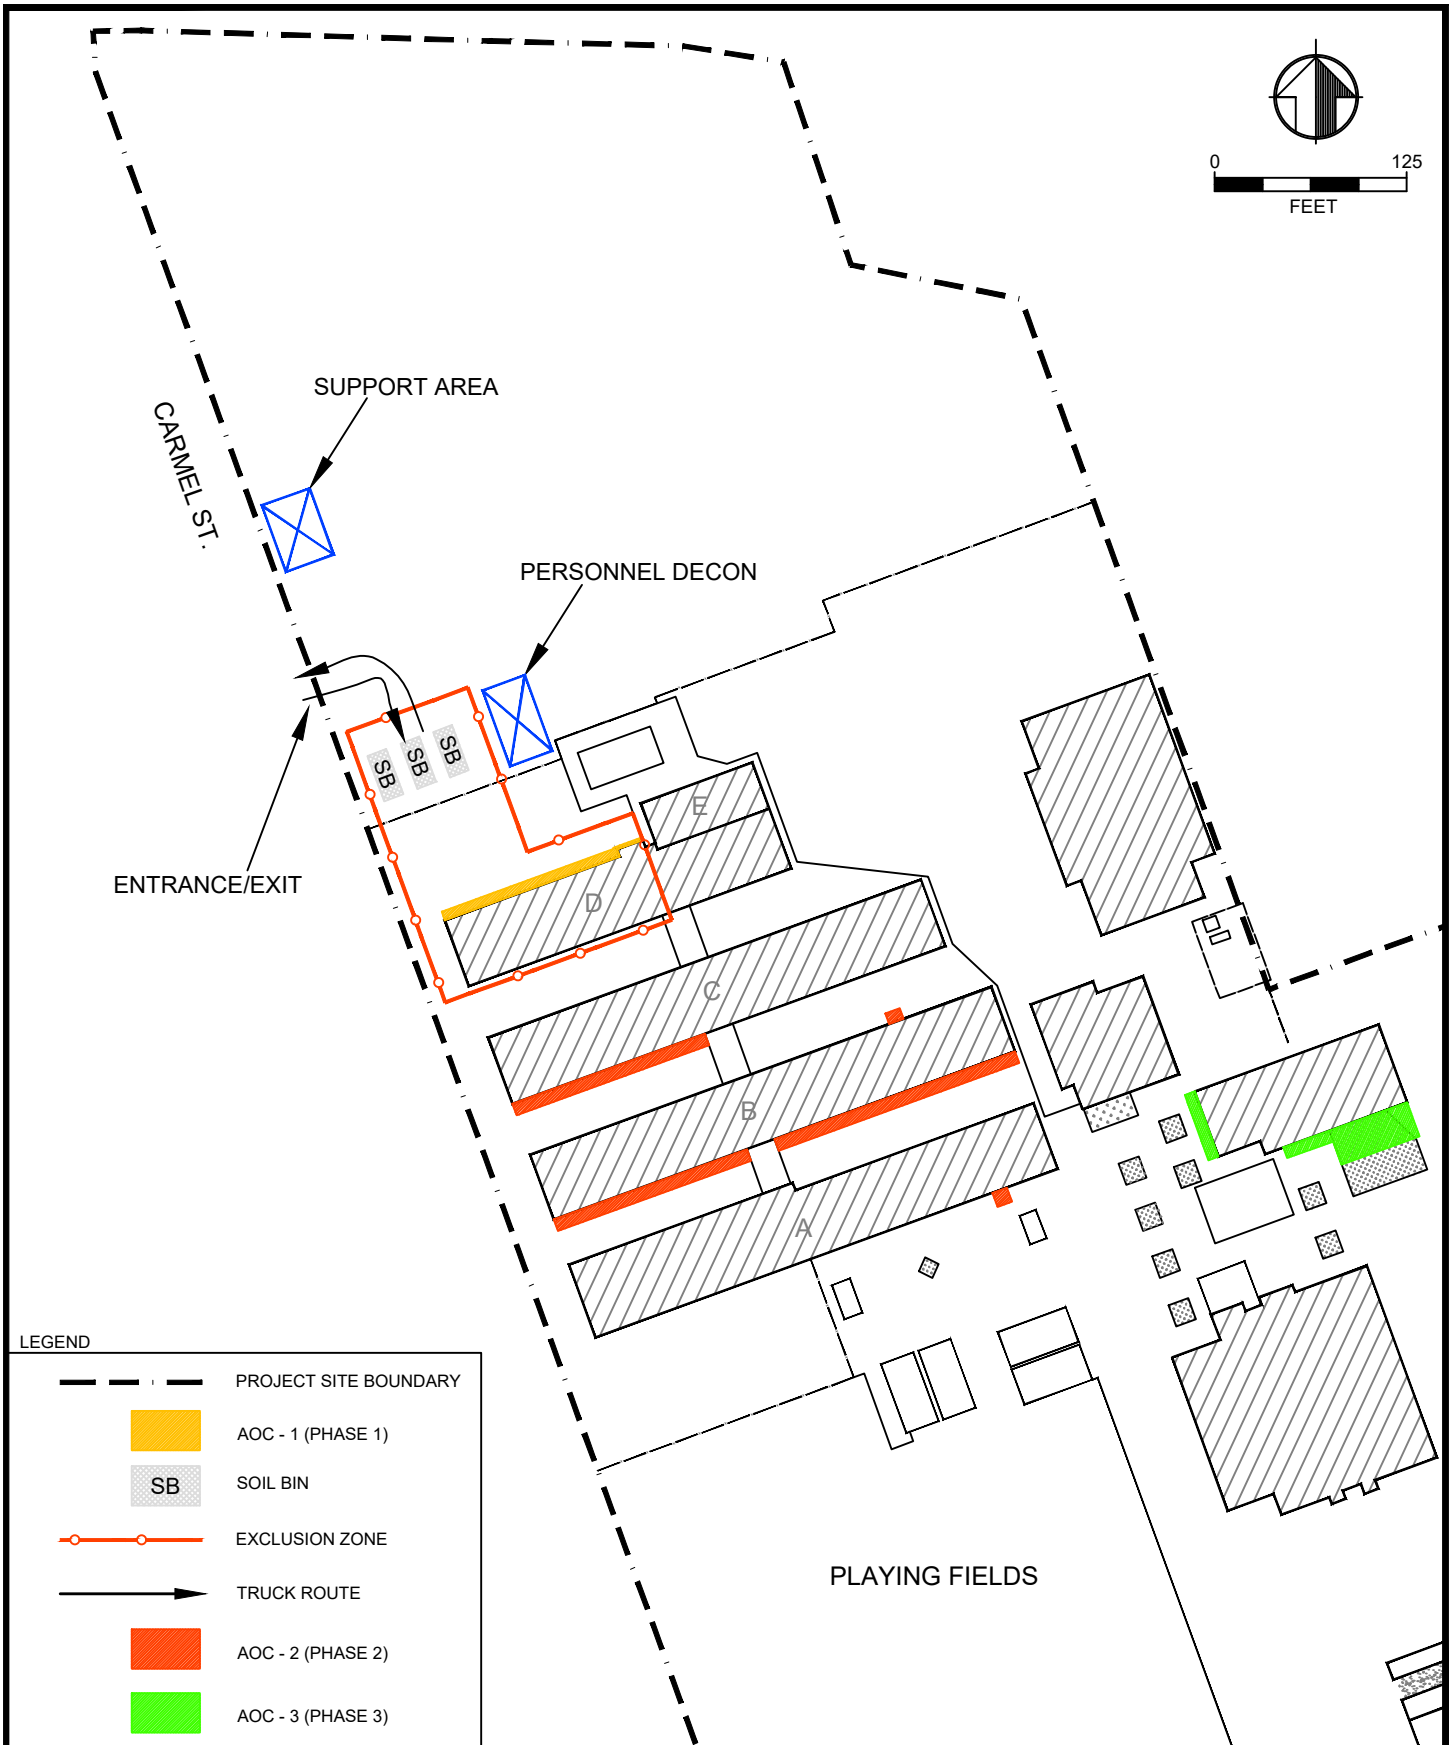 0 125
FEET
SUPPORT AREA
CARMEL ST.
PERSONNEL DECON
SB
SB
SB
ENTRANCE/EXIT
E
D
C
B
A
LEGEND
PROJECT SITE BOUNDARY
AOC - 1 (PHASE 1)
SB SOIL BIN
EXCLUSION ZONE
TRUCK ROUTE
AOC - 2 (PHASE 2)
AOC - 3 (PHASE 3)
PLAYING FIELDS